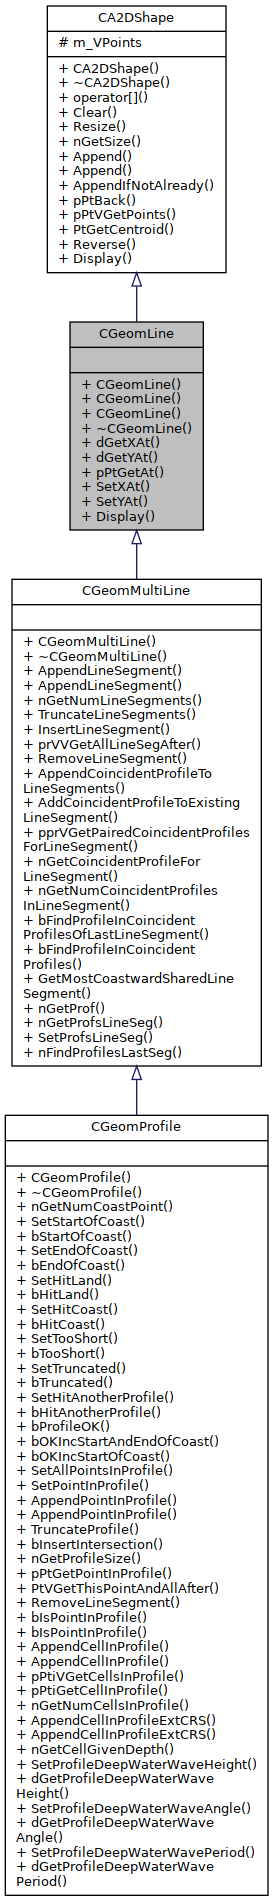 CA2DShape
# m_VPoints
+ CA2DShape()
+ ~CA2DShape()
+ operator[]()
+ Clear()
+ Resize()
+ nGetSize()
+ Append()
+ Append()
+ AppendIfNotAlready()
+ pPtBack()
+ pPtVGetPoints()
+ PtGetCentroid()
+ Reverse()
+ Display()
CGeomLine
+ CGeomLine()
+ CGeomLine()
+ CGeomLine()
+ ~CGeomLine()
+ dGetXAt()
+ dGetYAt()
+ pPtGetAt()
+ SetXAt()
+ SetYAt()
+ Display()
CGeomMultiLine
+ CGeomMultiLine()
+ ~CGeomMultiLine()
+ AppendLineSegment()
+ AppendLineSegment()
+ nGetNumLineSegments()
+ TruncateLineSegments()
+ InsertLineSegment()
+ prVVGetAllLineSegAfter()
+ RemoveLineSegment()
+ AppendCoincidentProfileTo
LineSegments()
+ AddCoincidentProfileToExisting
LineSegment()
+ pprVGetPairedCoincidentProfiles
ForLineSegment()
+ nGetCoincidentProfileFor
LineSegment()
+ nGetNumCoincidentProfiles
InLineSegment()
+ bFindProfileInCoincident
ProfilesOfLastLineSegment()
+ bFindProfileInCoincident
Profiles()
+ GetMostCoastwardSharedLine
Segment()
+ nGetProf()
+ nGetProfsLineSeg()
+ SetProfsLineSeg()
+ nFindProfilesLastSeg()
CGeomProfile
+ CGeomProfile()
+ ~CGeomProfile()
+ nGetNumCoastPoint()
+ SetStartOfCoast()
+ bStartOfCoast()
+ SetEndOfCoast()
+ bEndOfCoast()
+ SetHitLand()
+ bHitLand()
+ SetHitCoast()
+ bHitCoast()
+ SetTooShort()
+ bTooShort()
+ SetTruncated()
+ bTruncated()
+ SetHitAnotherProfile()
+ bHitAnotherProfile()
+ bProfileOK()
+ bOKIncStartAndEndOfCoast()
+ bOKIncStartOfCoast()
+ SetAllPointsInProfile()
+ SetPointInProfile()
+ AppendPointInProfile()
+ AppendPointInProfile()
+ TruncateProfile()
+ bInsertIntersection()
+ nGetProfileSize()
+ pPtGetPointInProfile()
+ PtVGetThisPointAndAllAfter()
+ RemoveLineSegment()
+ bIsPointInProfile()
+ bIsPointInProfile()
+ AppendCellInProfile()
+ AppendCellInProfile()
+ pPtiVGetCellsInProfile()
+ pPtiGetCellInProfile()
+ nGetNumCellsInProfile()
+ AppendCellInProfileExtCRS()
+ AppendCellInProfileExtCRS()
+ nGetCellGivenDepth()
+ SetProfileDeepWaterWaveHeight()
+ dGetProfileDeepWaterWave
Height()
+ SetProfileDeepWaterWaveAngle()
+ dGetProfileDeepWaterWave
Angle()
+ SetProfileDeepWaterWavePeriod()
+ dGetProfileDeepWaterWave
Period()